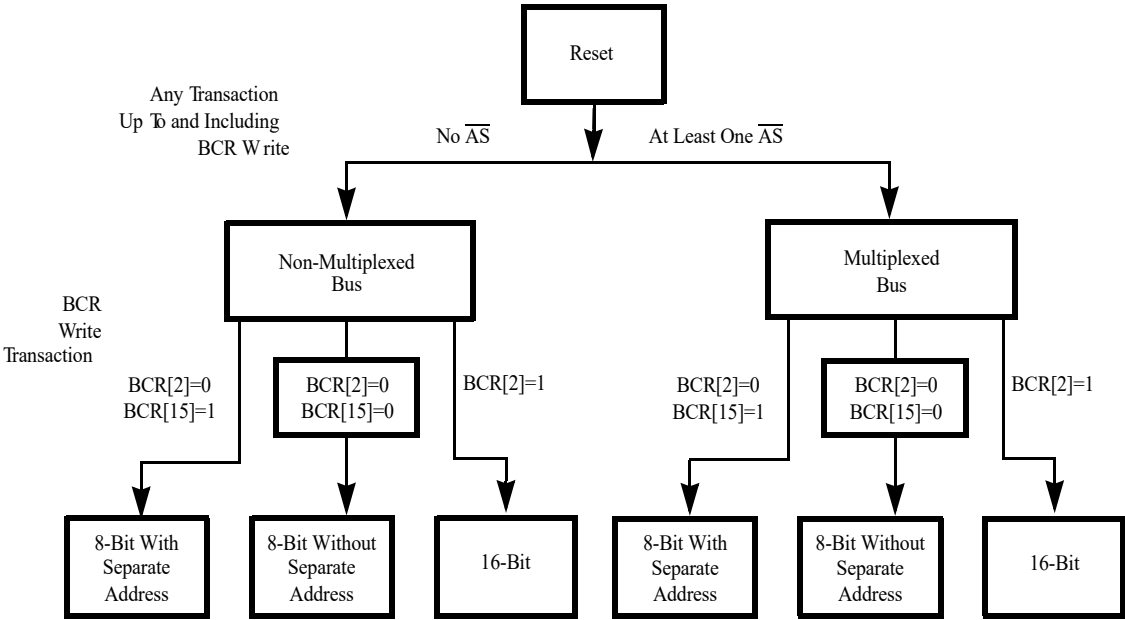 Reset
Any Transaction
Up To and Including
BCR Write
No A̅S̅
At Least One A̅S̅
Non-Multiplexed
Bus
Multiplexed
Bus
BCR
Write
Transaction
BCR[2]=0
BCR[15]=1
BCR[2]=0
BCR[15]=0
BCR[2]=1
BCR[2]=0
BCR[15]=1
BCR[2]=0
BCR[15]=0
BCR[2]=1
8-Bit With
Separate
Address
8-Bit Without
Separate
Address
16-Bit
8-Bit With
Separate
Address
8-Bit Without
Separate
Address
16-Bit